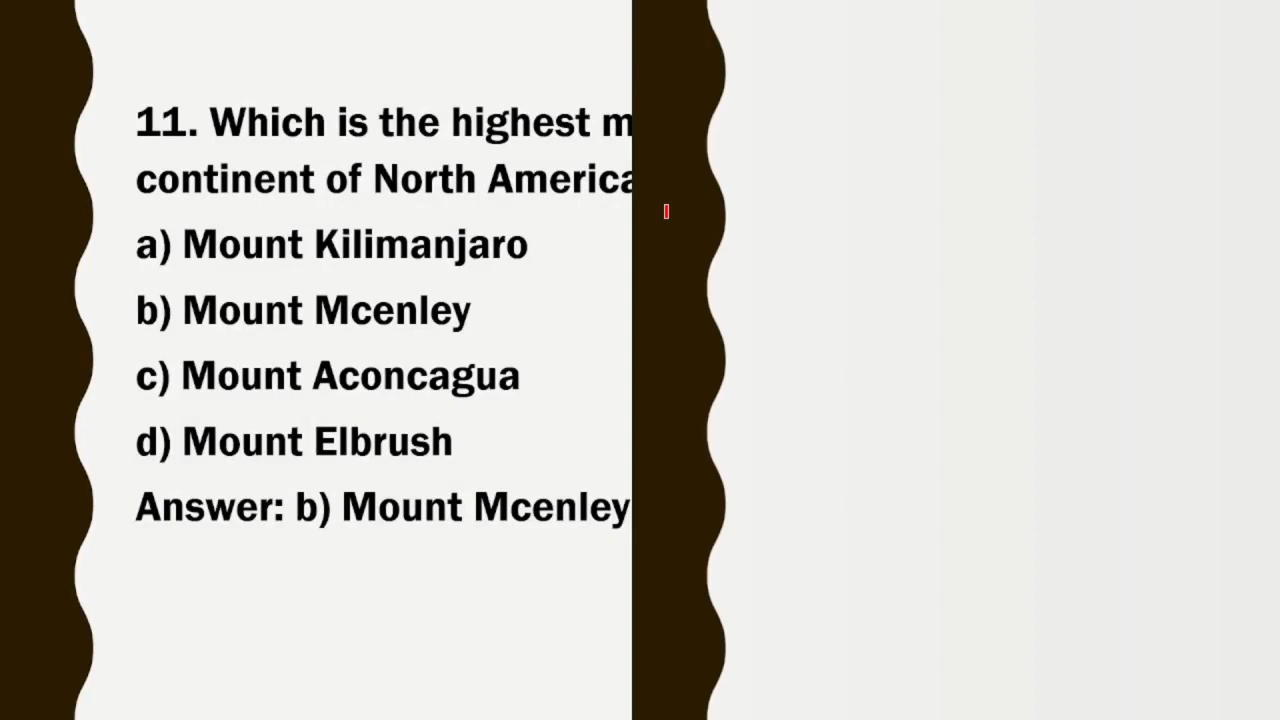 11. Which is the highest m
continent of North America
a) Mount Kilimanjaro
b) Mount Mcenley
c) Mount Aconcagua
d) Mount Elbrush
Answer: b) Mount Mcenley